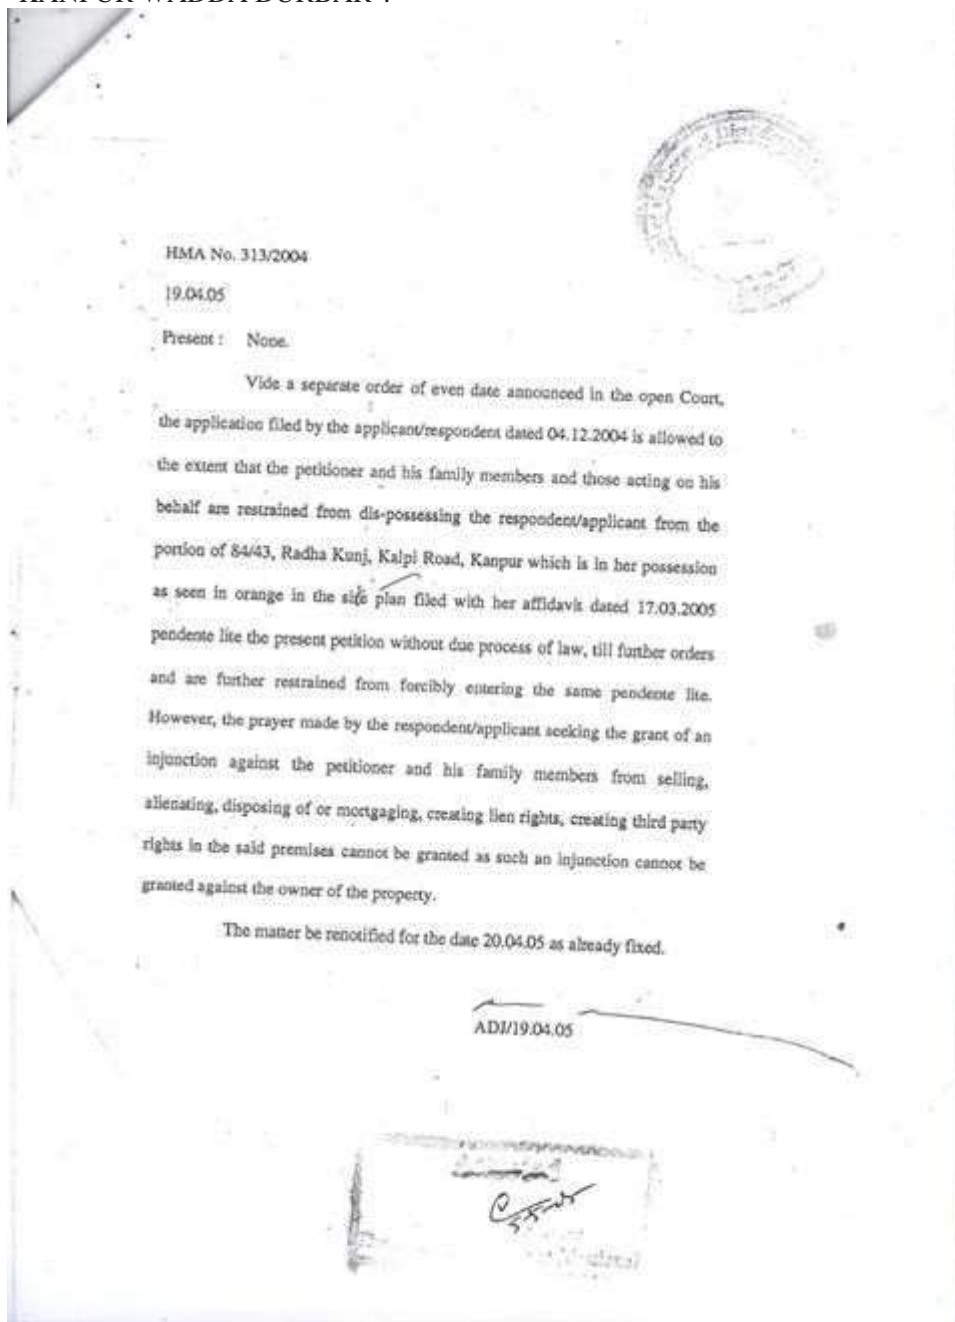 KANPUR WADDA DURBAR".
HMA No. 313/2004
19.04.05
Present : None.
Vide a separate order of even date announced in the open Court,
the application filed by the applicant/respondent dated 04.12.2004 is allowed to
the extent that the petitioner and his family members and those acting on his
behalf are restrained from dis-possessing the respondent/applicant from the
portion of 84/43, Radha Kunj, Kalpi Road, Kanpur which is in her possession
as seen in orange in the site plan filed with her affidavit dated 17.03.2005
pendente lite the present petition without due process of law, till further orders
and are further restrained from forcibly entering the same pendente lite.
However, the prayer made by the respondent/applicant seeking the grant of an
injunction against the petitioner and his family members from selling,
alienating, disposing of or mortgaging, creating lien rights, creating third party
rights in the said premises cannot be granted as such an injunction cannot be
granted against the owner of the property.
The matter be renotified for the date 20.04.05 as already fixed.
ADJ/19.04.05